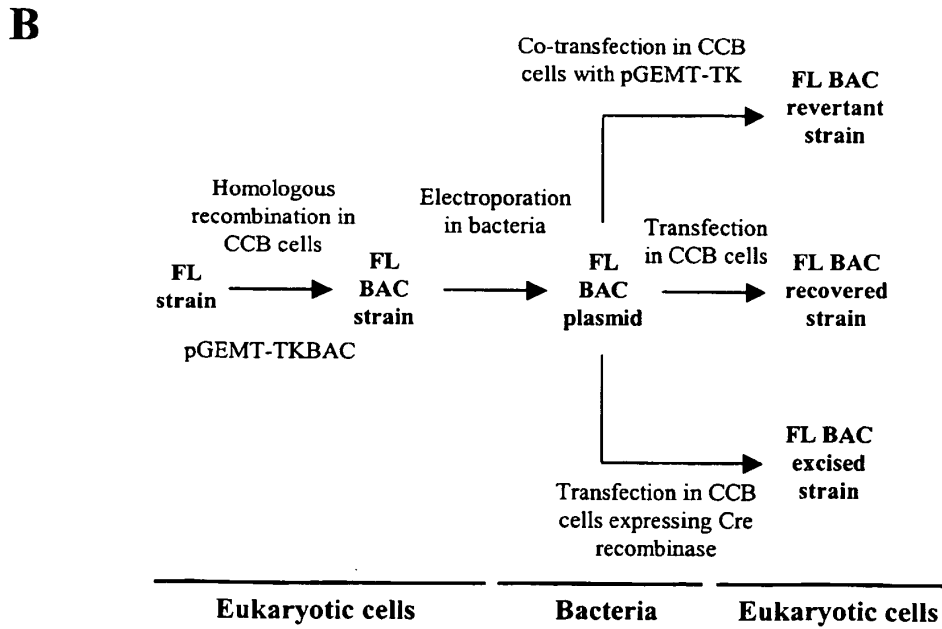 B
Co-transfection in CCB
cells with pGEMT-TK
FL BAC
revertant
strain
Homologous
recombination in
CCB cells
Electroporation
in bacteria
Transfection
in CCB cells
FL
strain
FL
BAC
strain
FL
BAC
plasmid
FL BAC
recovered
strain
pGEMT-TKBAC
FL BAC
excised
strain
Transfection in CCB
cells expressing Cre
recombinase
Eukaryotic cells
Bacteria
Eukaryotic cells